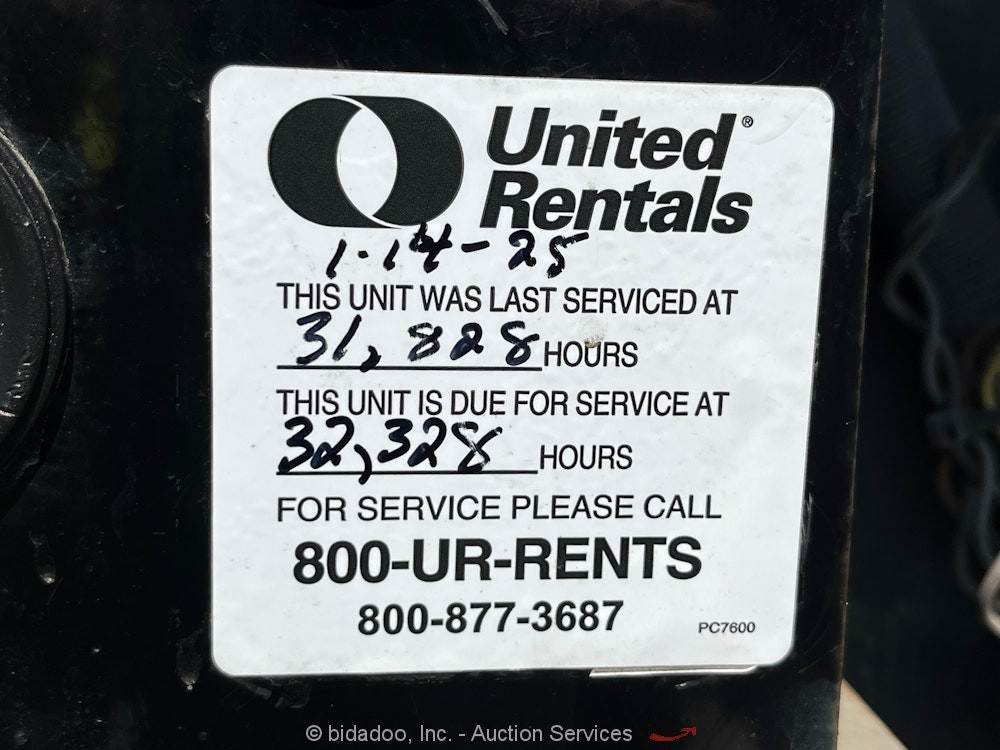 United®
Rentals
1-14-25
THIS UNIT WAS LAST SERVICED AT
31,828 HOURS
THIS UNIT IS DUE FOR SERVICE AT
32,328 HOURS
FOR SERVICE PLEASE CALL
800-UR-RENTS
800-877-3687
PC7600
© bidadoo, Inc. - Auction Services